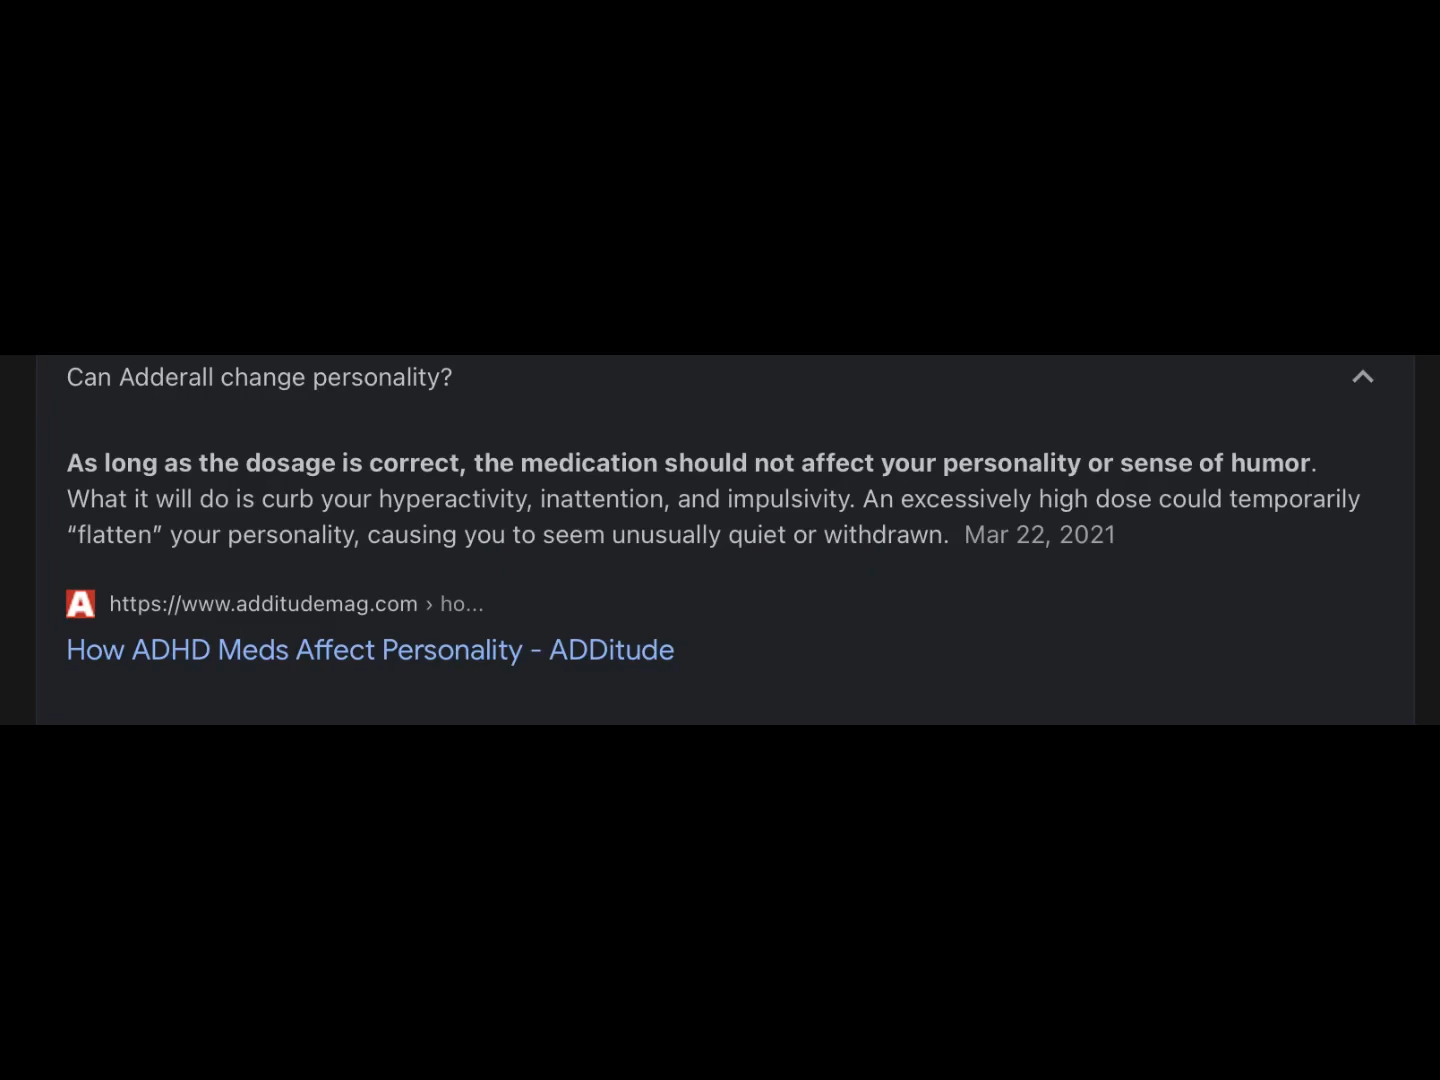 Can Adderall change personality?
As long as the dosage is correct, the medication should not affect your personality or sense of humor.
What it will do is curb your hyperactivity, inattention, and impulsivity. An excessively high dose could temporarily
“flatten” your personality, causing you to seem unusually quiet or withdrawn. Mar 22, 2021
A https://www.additudemag.com › ho...
How ADHD Meds Affect Personality - ADDitude